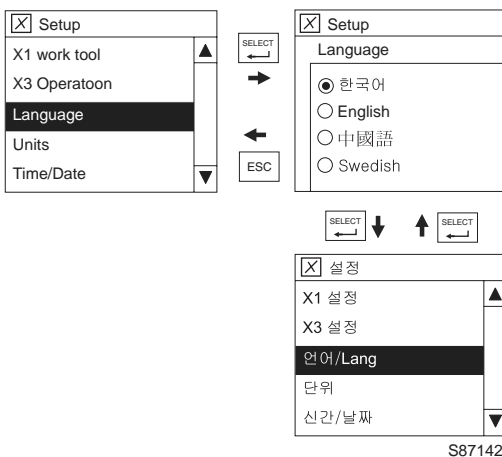 X Setup
X1 work tool
X3 Operatoon
Language
Units
Time/Date
SELECT
ESC
X Setup
Language
한국어
English
中國語
Swedish
SELECT
SELECT
X 설정
X1 설정
X3 설정
언어/Lang
단위
신간/날짜
S87142